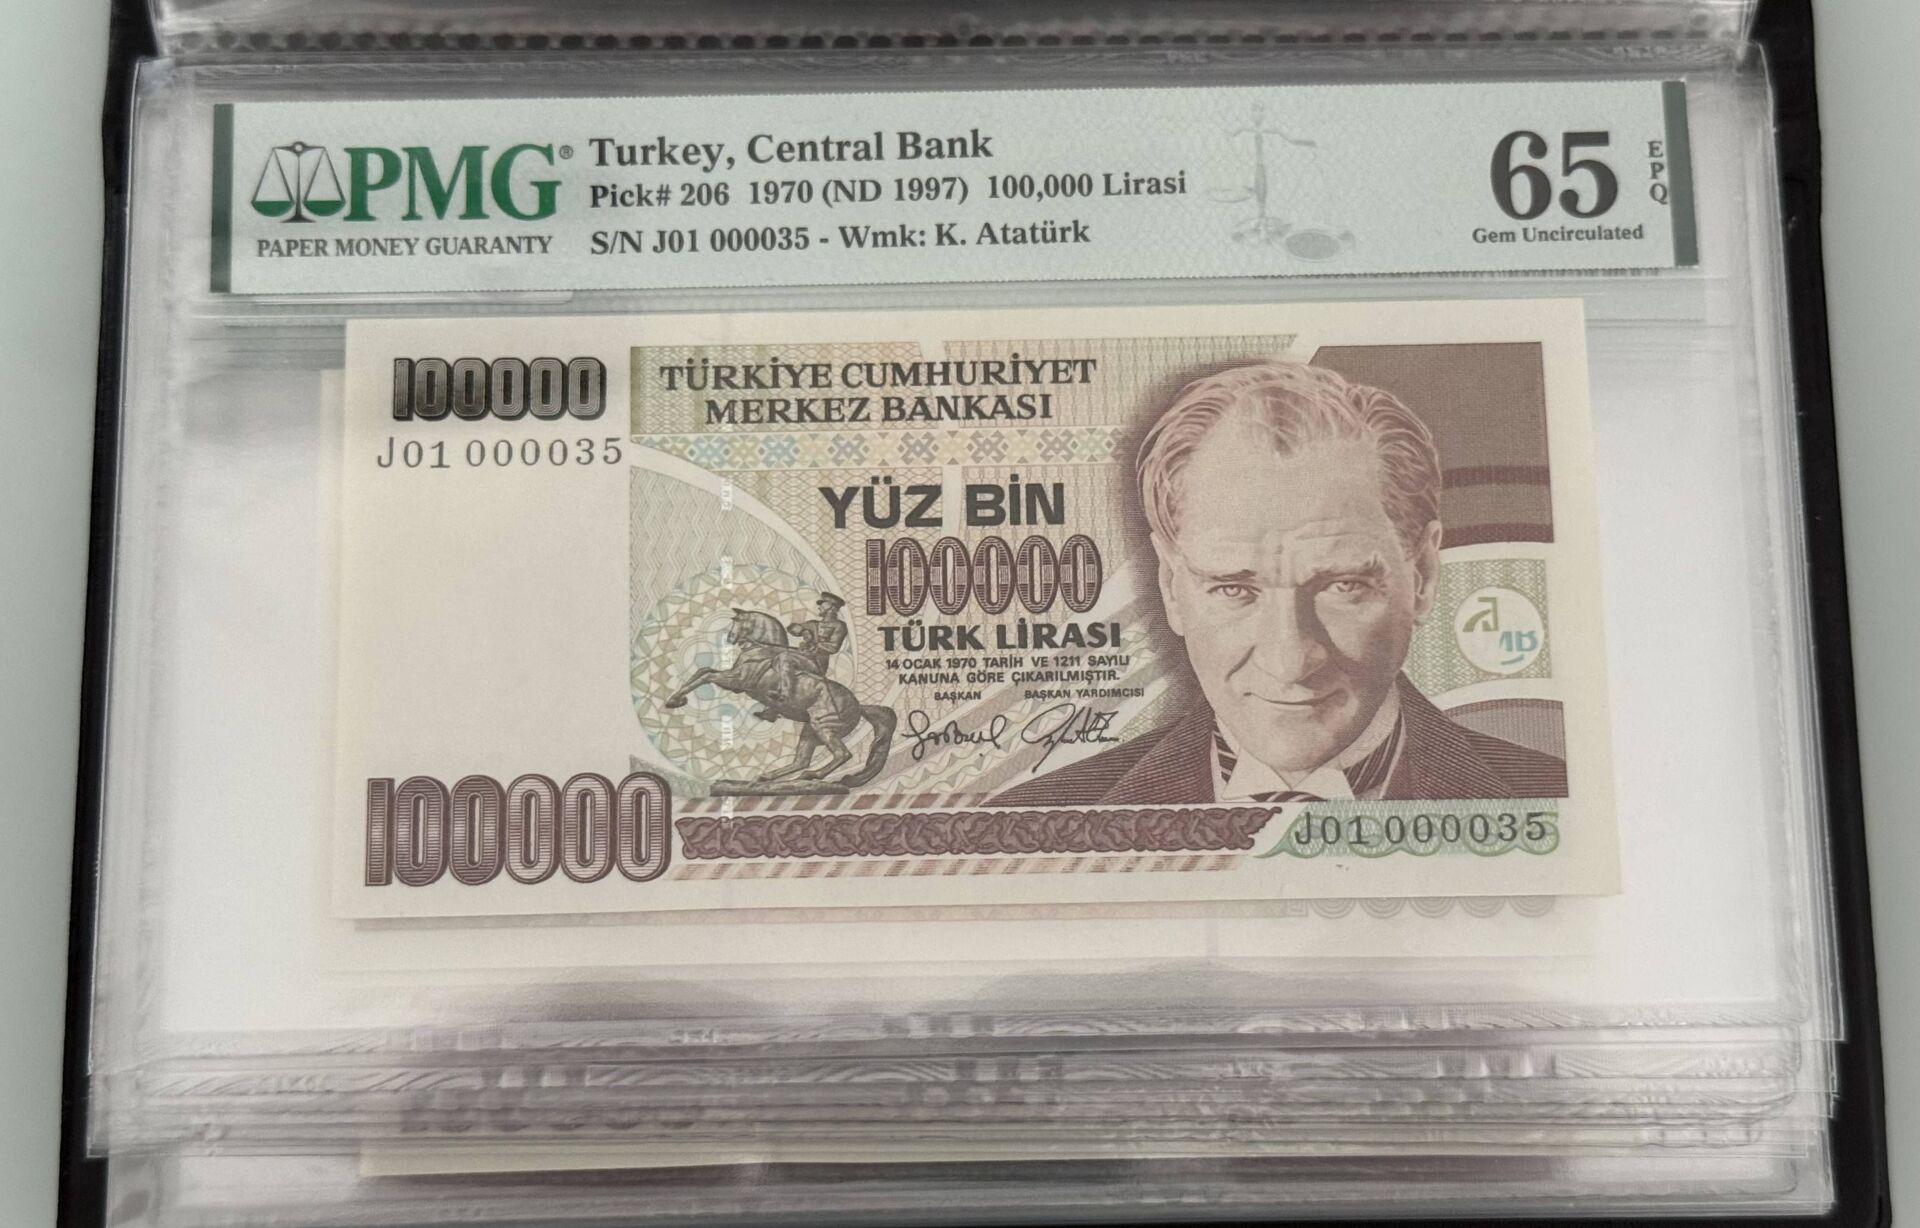 PMG®
PAPER MONEY GUARANTY
Turkey, Central Bank
Pick# 206 1970 (ND 1997) 100,000 Lirasi
S/N J01 000035 - Wmk: K. Atatürk
65
EPQ
Gem Uncirculated
100000
J01 000035
TÜRKİYE CUMHURİYET
MERKEZ BANKASI
YÜZ BİN
100000
TÜRK LİRASI
14 OCAK 1970 TARİH VE 1211 SAYILI
KANUNA GÖRE ÇIKARILMIŞTIR.
BAŞKAN BAŞKAN YARDIMCISI
100000
J01 000035